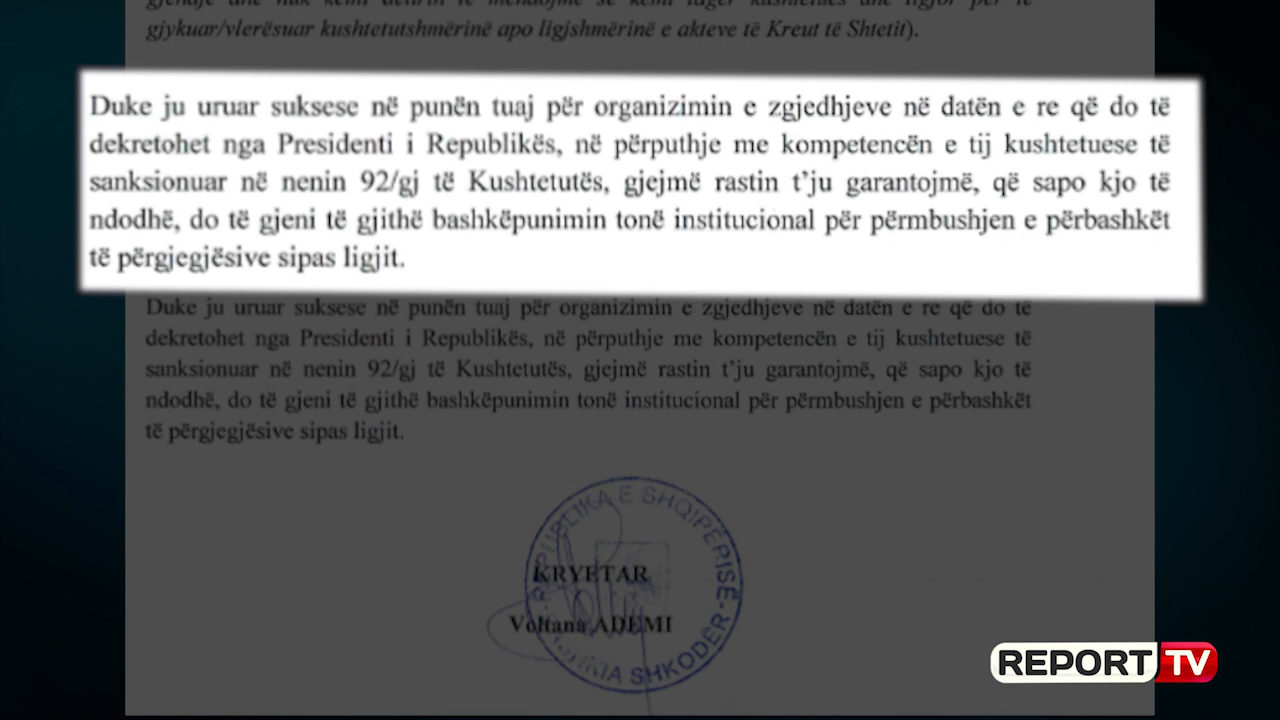 gjykuar/vlerësuar kushtetutshmërinë apo ligjshmërinë e akteve të Kreut të Shtetit).
Duke ju uruar suksese në punën tuaj për organizimin e zgjedhjeve në datën e re që do të
dekretohet nga Presidenti i Republikës, në përputhje me kompetencën e tij kushtetuese të
sanksionuar në nenin 92/gj të Kushtetutës, gjejmë rastin t'ju garantojmë, që sapo kjo të
ndodhë, do të gjeni të gjithë bashkëpunimin tonë institucional për përmbushjen e përbashkët
të përgjegjësive sipas ligjit.
Duke ju uruar suksese në punën tuaj për organizimin e zgjedhjeve në datën e re që do të
dekretohet nga Presidenti i Republikës, në përputhje me kompetencën e tij kushtetuese të
sanksionuar në nenin 92/gj të Kushtetutës, gjejmë rastin t'ju garantojmë, që sapo kjo të
ndodhë, do të gjeni të gjithë bashkëpunimin tonë institucional për përmbushjen e përbashkët
të përgjegjësive sipas ligjit.
REPUBLIKA E SHQIPËRISË
KRYETAR
Voltana ADEMI
SHKODËR
REPORT TV